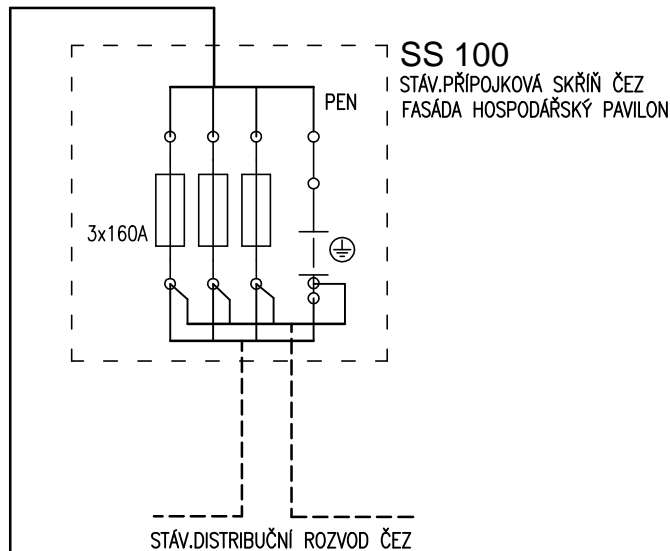 SS 100
STÁV.PŘÍPOJKOVÁ SKŘÍŇ ČEZ
FASÁDA HOSPODÁŘSKÝ PAVILON
PEN
3x160A
STÁV.DISTRIBUČNÍ ROZVOD ČEZ